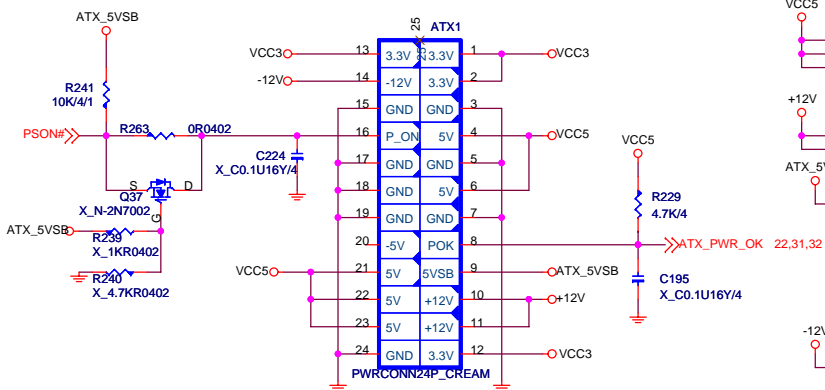 ATX_5VSB
R241
10K/4/1
PSON#
R263
0R0402
S
D
G
Q37
X_N-2N7002
ATX_5VSB
R239
X_1KR0402
R240
X_4.7KR0402
C224
X_C0.1U16Y/4
25
25
ATX1
VCC3
13
3.3V
3.3V
1
VCC3
-12V
14
-12V
3.3V
2
15
GND
GND
3
16
P_ON
5V
4
VCC5
17
GND
GND
5
18
GND
5V
6
19
GND
GND
7
20
-5V
POK
8
VCC5
21
5V
5VSB
9
ATX_5VSB
22
5V
+12V
10
+12V
23
5V
+12V
11
24
GND
3.3V
12
VCC3
PWRCONN24P_CREAM
VCC5
R229
4.7K/4
ATX_PWR_OK 22,31,32
C195
X_C0.1U16Y/4
VCC5
+12V
ATX_5V
-12V